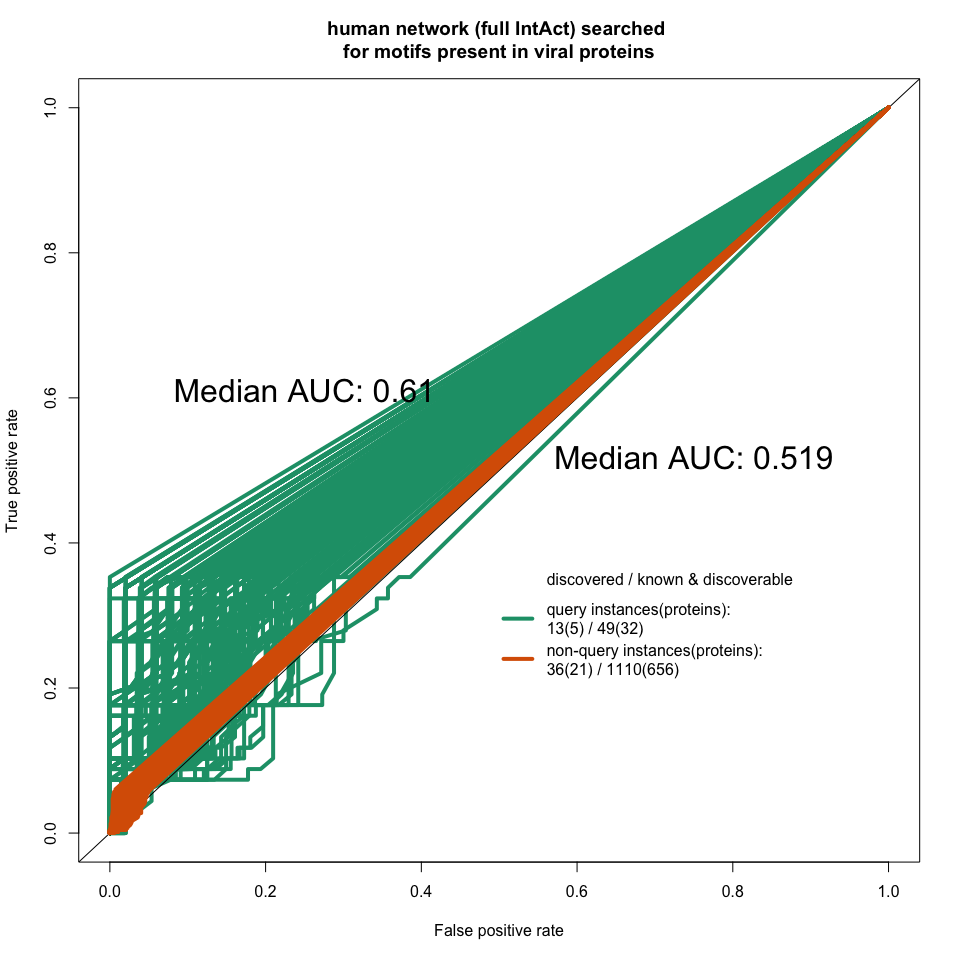 human network (full IntAct) searched
for motifs present in viral proteins
True positive rate
1.0
0.8
0.6
0.4
0.2
0.0
Median AUC: 0.61
Median AUC: 0.519
discovered / known & discoverable
query instances(proteins):
13(5) / 49(32)
non-query instances(proteins):
36(21) / 1110(656)
0.0 0.2 0.4 0.6 0.8 1.0
False positive rate